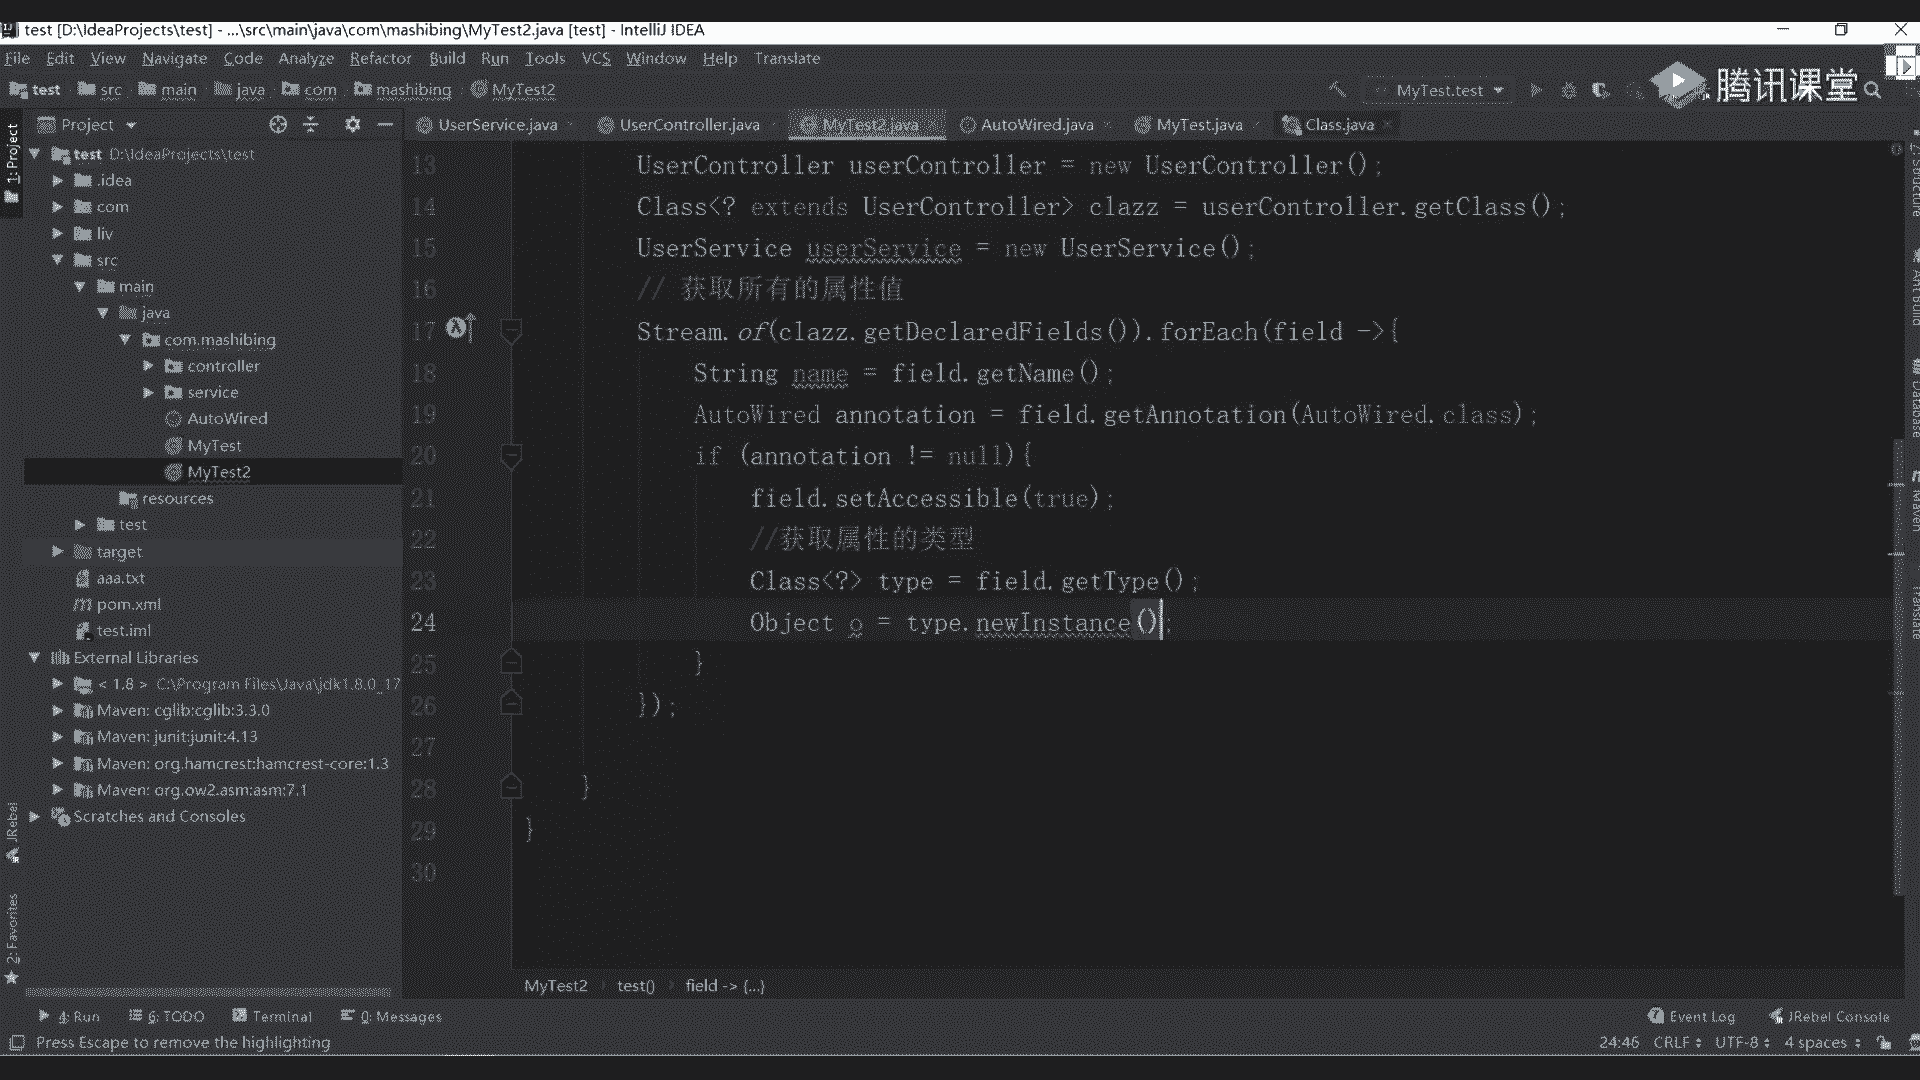 test [D:\IdeaProjects\test] - ...\src\main\java\com\mashibing\MyTest2.java [test] - IntelliJ IDEA
File Edit View Navigate Code Analyze Refactor Build Run Tools VCS Window Help Translate
test src main java com mashibing MyTest2
MyTest.test
腾讯课堂
Project
UserService.java UserController.java MyTest2.java AutoWired.java MyTest.java Class.java
1: Project
test D:\IdeaProjects\test
.idea
com
liv
src
main
java
com.mashibing
controller
service
AutoWired
MyTest
MyTest2
resources
test
target
aaa.txt
pom.xml
test.iml
External Libraries
< 1.8 > C:\Program Files\Java\jdk1.8.0_17
Maven: cglib:cglib:3.3.0
Maven: junit:junit:4.13
Maven: org.hamcrest:hamcrest-core:1.3
Maven: org.ow2.asm:asm:7.1
Scratches and Consoles
JRebel
2: Favorites
13 UserController userController = new UserController();
14 Class<? extends UserController> clazz = userController.getClass();
15 UserService userService = new UserService();
16 // 获取所有的属性值
17 Stream.of(clazz.getDeclaredFields()).forEach(field ->{
18 String name = field.getName();
19 AutoWired annotation = field.getAnnotation(AutoWired.class);
20 if (annotation != null){
21 field.setAccessible(true);
22 //获取属性的类型
23 Class<?> type = field.getType();
24 Object o = type.newInstance();
25 }
26 });
27
28 }
29 }
30
Ant Build
Database
Maven
Translate
MyTest2 test() field -> {...}
4: Run 6: TODO Terminal 0: Messages
Event Log JRebel Console
Press Escape to remove the highlighting
24:46 CRLF UTF-8 4 spaces